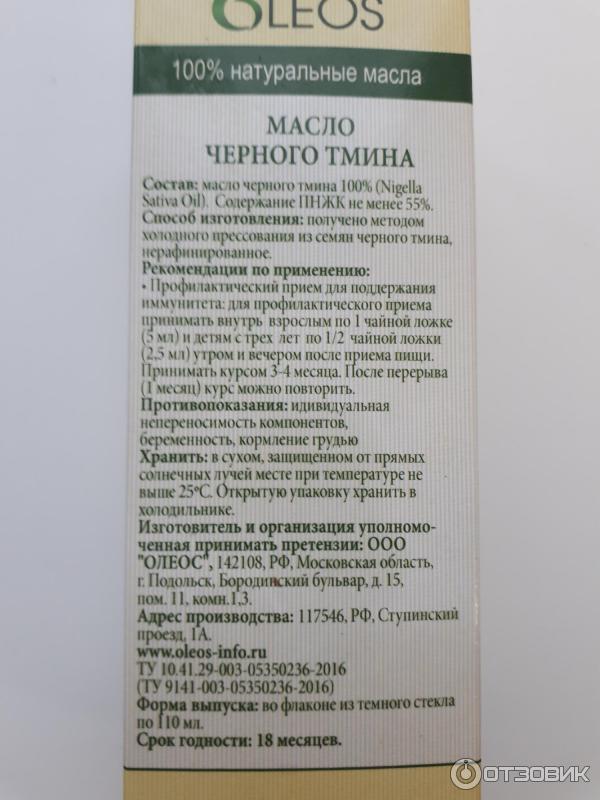 OLEOS
100% натуральные масла
МАСЛО
ЧЕРНОГО ТМИНА
Состав: масло черного тмина 100% (Nigella
Sativa Oil). Содержание ПНЖК не менее 55%.
Способ изготовления: получено методом
холодного прессования из семян черного тмина,
нерафинированное.
Рекомендации по применению:
• Профилактический прием для поддержания
иммунитета: для профилактического приема
принимать внутрь взрослым по 1 чайной ложке
(5 мл) и детям с трех лет по 1/2 чайной ложки
(2,5 мл) утром и вечером после приема пищи.
Принимать курсом 3-4 месяца. После перерыва
(1 месяц) курс можно повторить.
Противопоказания: идивидуальная
непереносимость компонентов,
беременность, кормление грудью
Хранить: в сухом, защищенном от прямых
солнечных лучей месте при температуре не
выше 25°С. Открытую упаковку хранить в
холодильнике.
Изготовитель и организация уполномо-
ченная принимать претензии: ООО
"ОЛЕОС", 142108, РФ, Московская область,
г. Подольск, Бородинский бульвар, д. 15,
пом. 11, комн.1,3.
Адрес производства: 117546, РФ, Ступинский
проезд, 1А.
www.oleos-info.ru
ТУ 10.41.29-003-05350236-2016
(ТУ 9141-003-05350236-2016)
Форма выпуска: во флаконе из темного стекла
по 110 мл.
Срок годности: 18 месяцев.
ОТЗОВИК